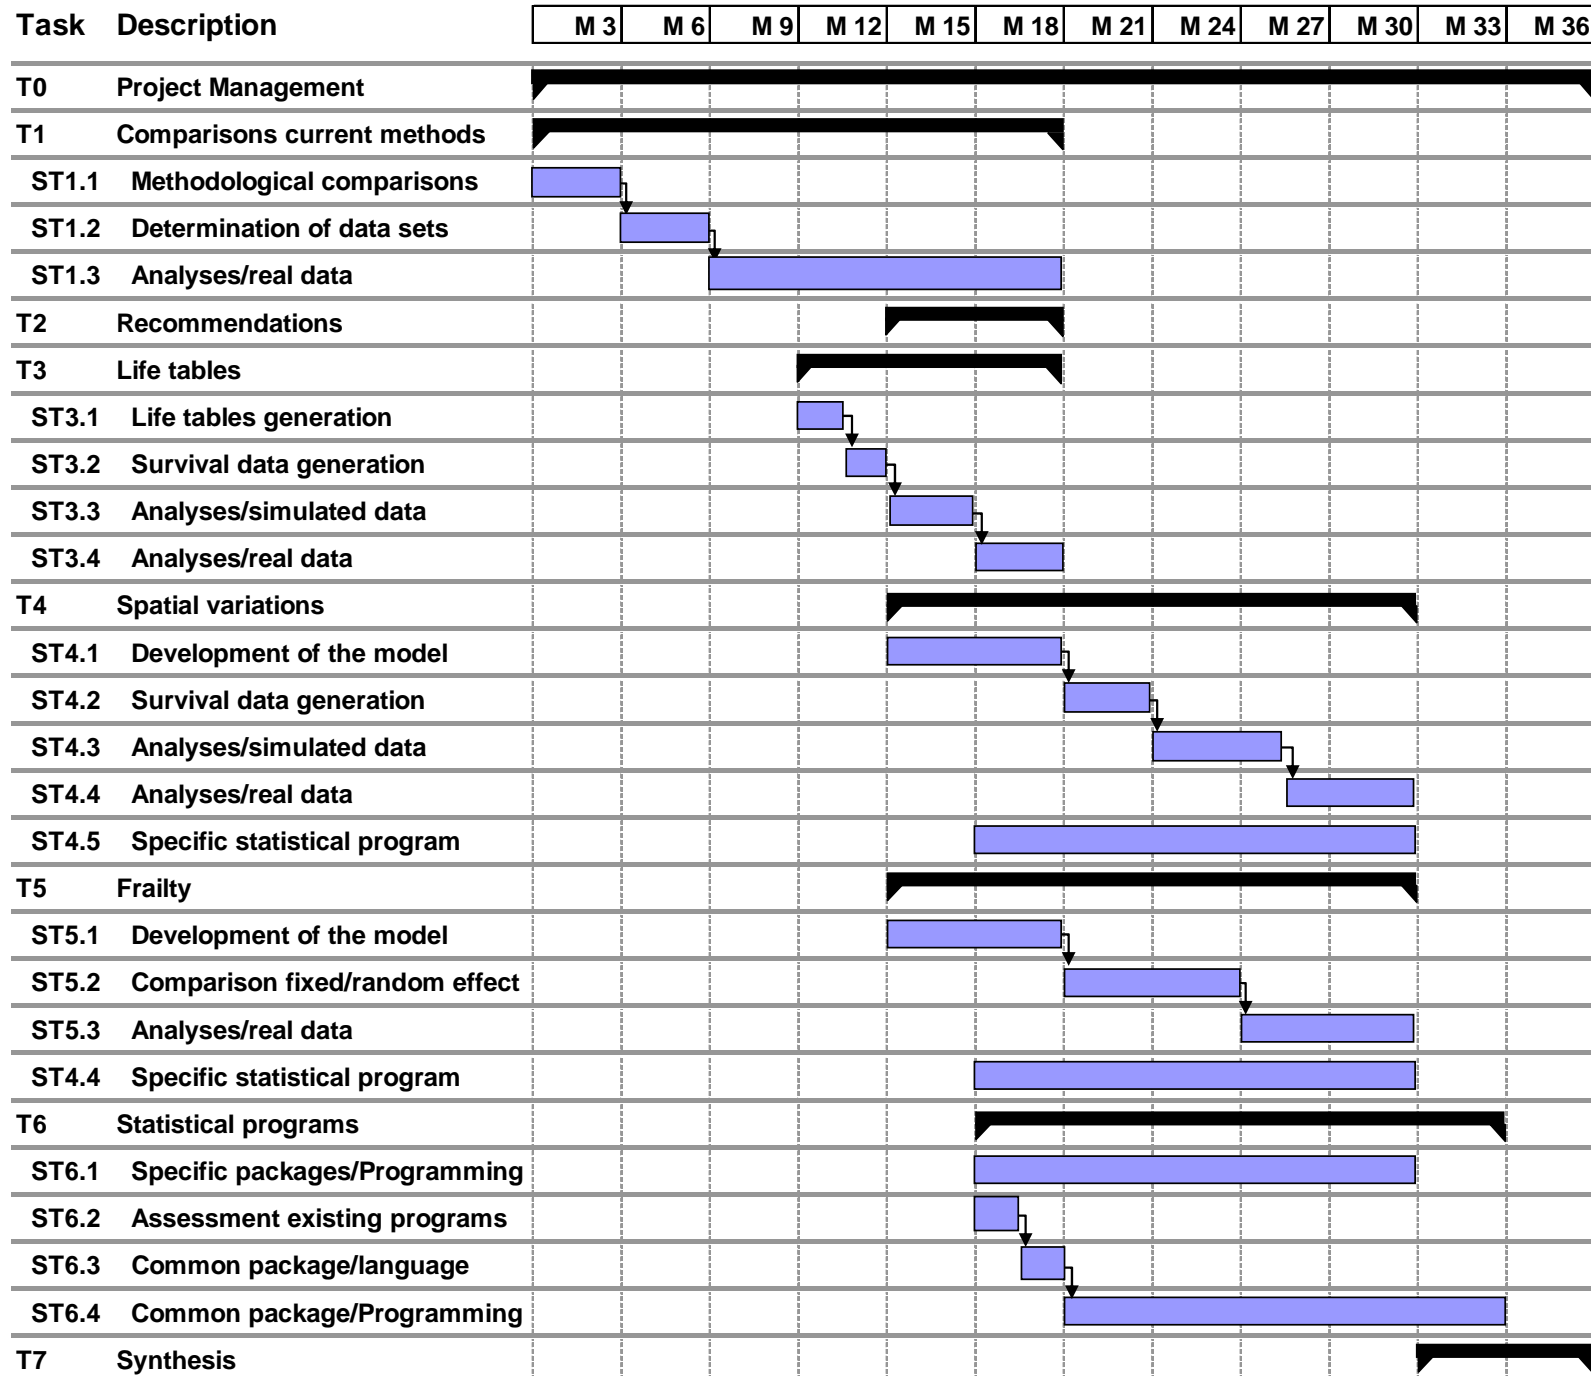 Task Description M 3 M 6 M 9 M 12 M 15 M 18 M 21 M 24 M 27 M 30 M 33 M 36
T0 Project Management
T1 Comparisons current methods
ST1.1 Methodological comparisons
ST1.2 Determination of data sets
ST1.3 Analyses/real data
T2 Recommendations
T3 Life tables
ST3.1 Life tables generation
ST3.2 Survival data generation
ST3.3 Analyses/simulated data
ST3.4 Analyses/real data
T4 Spatial variations
ST4.1 Development of the model
ST4.2 Survival data generation
ST4.3 Analyses/simulated data
ST4.4 Analyses/real data
ST4.5 Specific statistical program
T5 Frailty
ST5.1 Development of the model
ST5.2 Comparison fixed/random effect
ST5.3 Analyses/real data
ST4.4 Specific statistical program
T6 Statistical programs
ST6.1 Specific packages/Programming
ST6.2 Assessment existing programs
ST6.3 Common package/language
ST6.4 Common package/Programming
T7 Synthesis